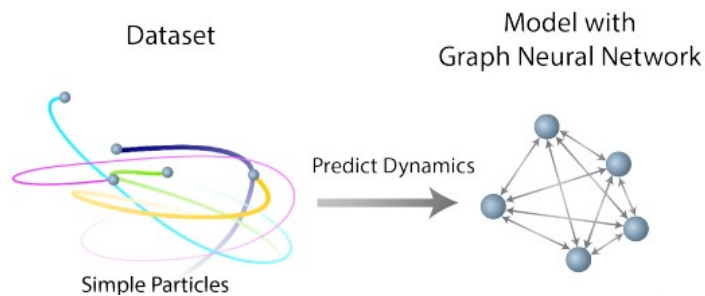 Dataset
Model with
Graph Neural Network
Predict Dynamics
Simple Particles